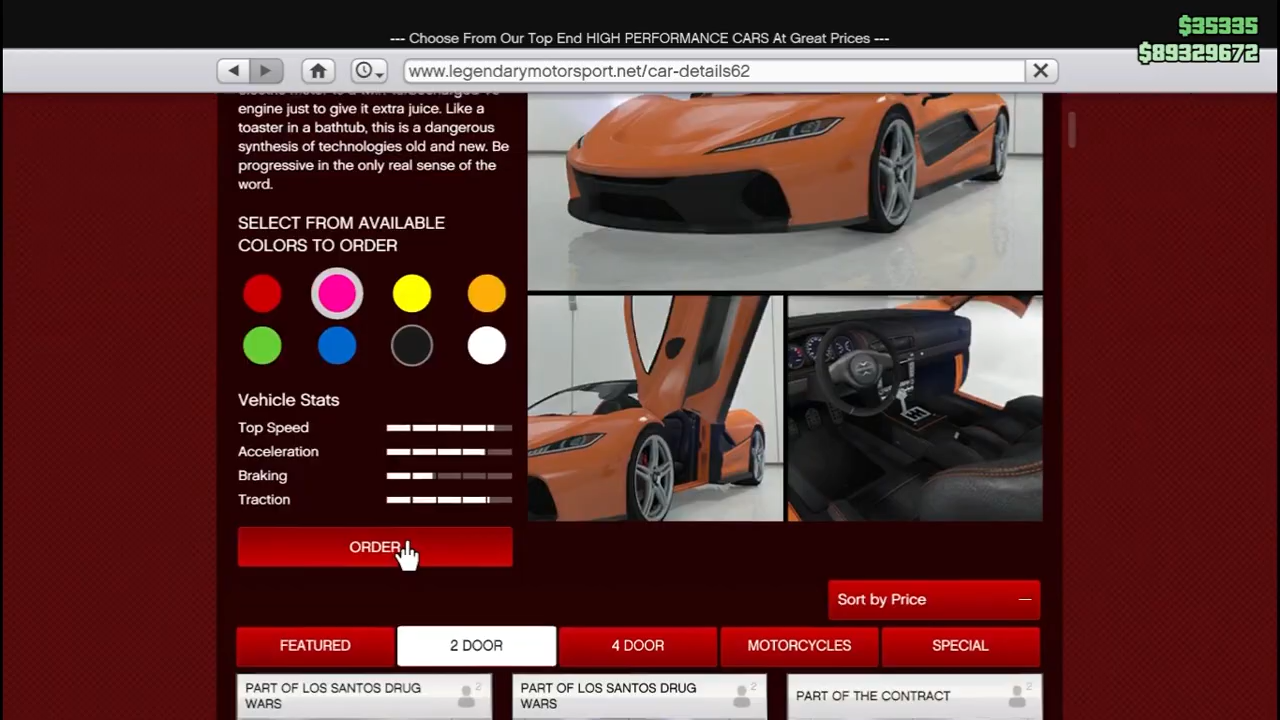 $35335
--- Choose From Our Top End HIGH PERFORMANCE CARS At Great Prices ---
$89329672
www.legendarymotorsport.net/car-details62
engine just to give it extra juice. Like a
toaster in a bathtub, this is a dangerous
synthesis of technologies old and new. Be
progressive in the only real sense of the
word.
SELECT FROM AVAILABLE
COLORS TO ORDER
Vehicle Stats
Top Speed
Acceleration
Braking
Traction
ORDER
Sort by Price
FEATURED
2 DOOR
4 DOOR
MOTORCYCLES
SPECIAL
PART OF LOS SANTOS DRUG
WARS
2
PART OF LOS SANTOS DRUG
WARS
2
PART OF THE CONTRACT
2